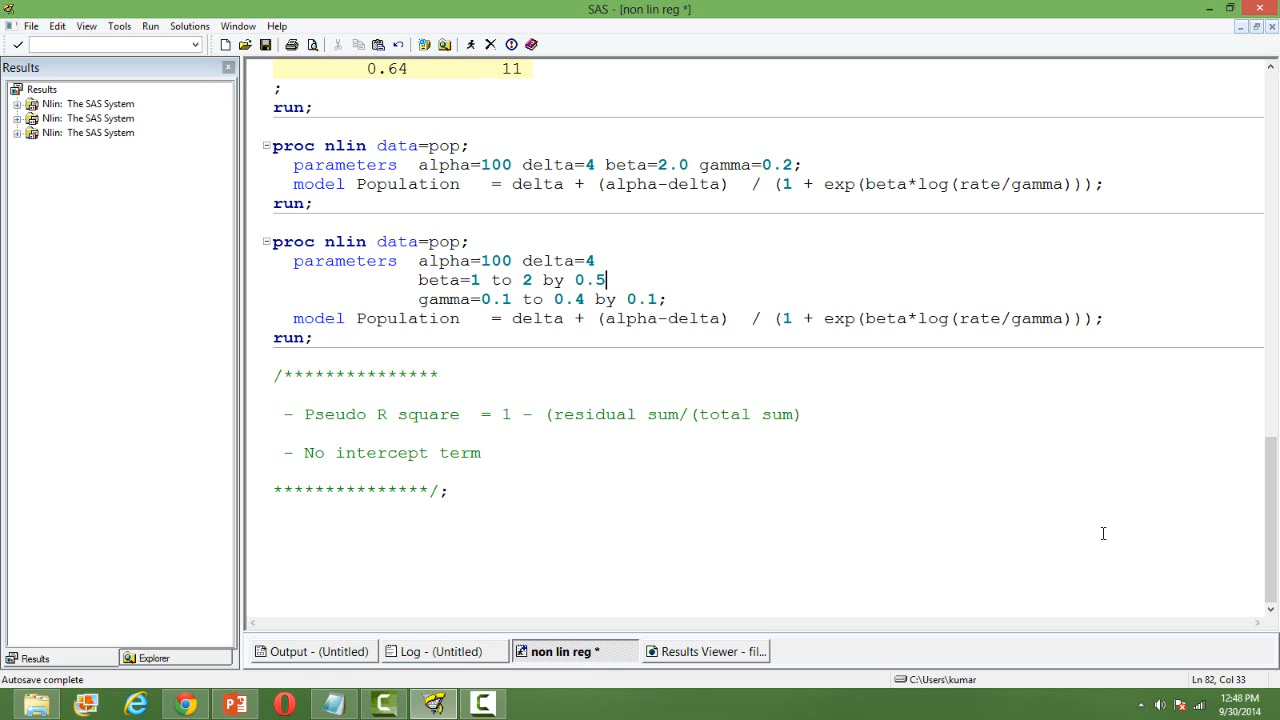 SAS - [non lin reg *]
File Edit View Tools Run Solutions Window Help
Results
Results
Nlin: The SAS System
Nlin: The SAS System
Nlin: The SAS System
0.64 11
;
run;
proc nlin data=pop;
parameters alpha=100 delta=4 beta=2.0 gamma=0.2;
model Population = delta + (alpha-delta) / (1 + exp(beta*log(rate/gamma)));
run;
proc nlin data=pop;
parameters alpha=100 delta=4
beta=1 to 2 by 0.5
gamma=0.1 to 0.4 by 0.1;
model Population = delta + (alpha-delta) / (1 + exp(beta*log(rate/gamma)));
run;
/***************
- Pseudo R square = 1 - (residual sum/(total sum)
- No intercept term
***************/;
Results Explorer
Output - (Untitled) Log - (Untitled) non lin reg * Results Viewer - fil...
Autosave complete C:\Users\kumar Ln 82, Col 33
12:48 PM
9/30/2014